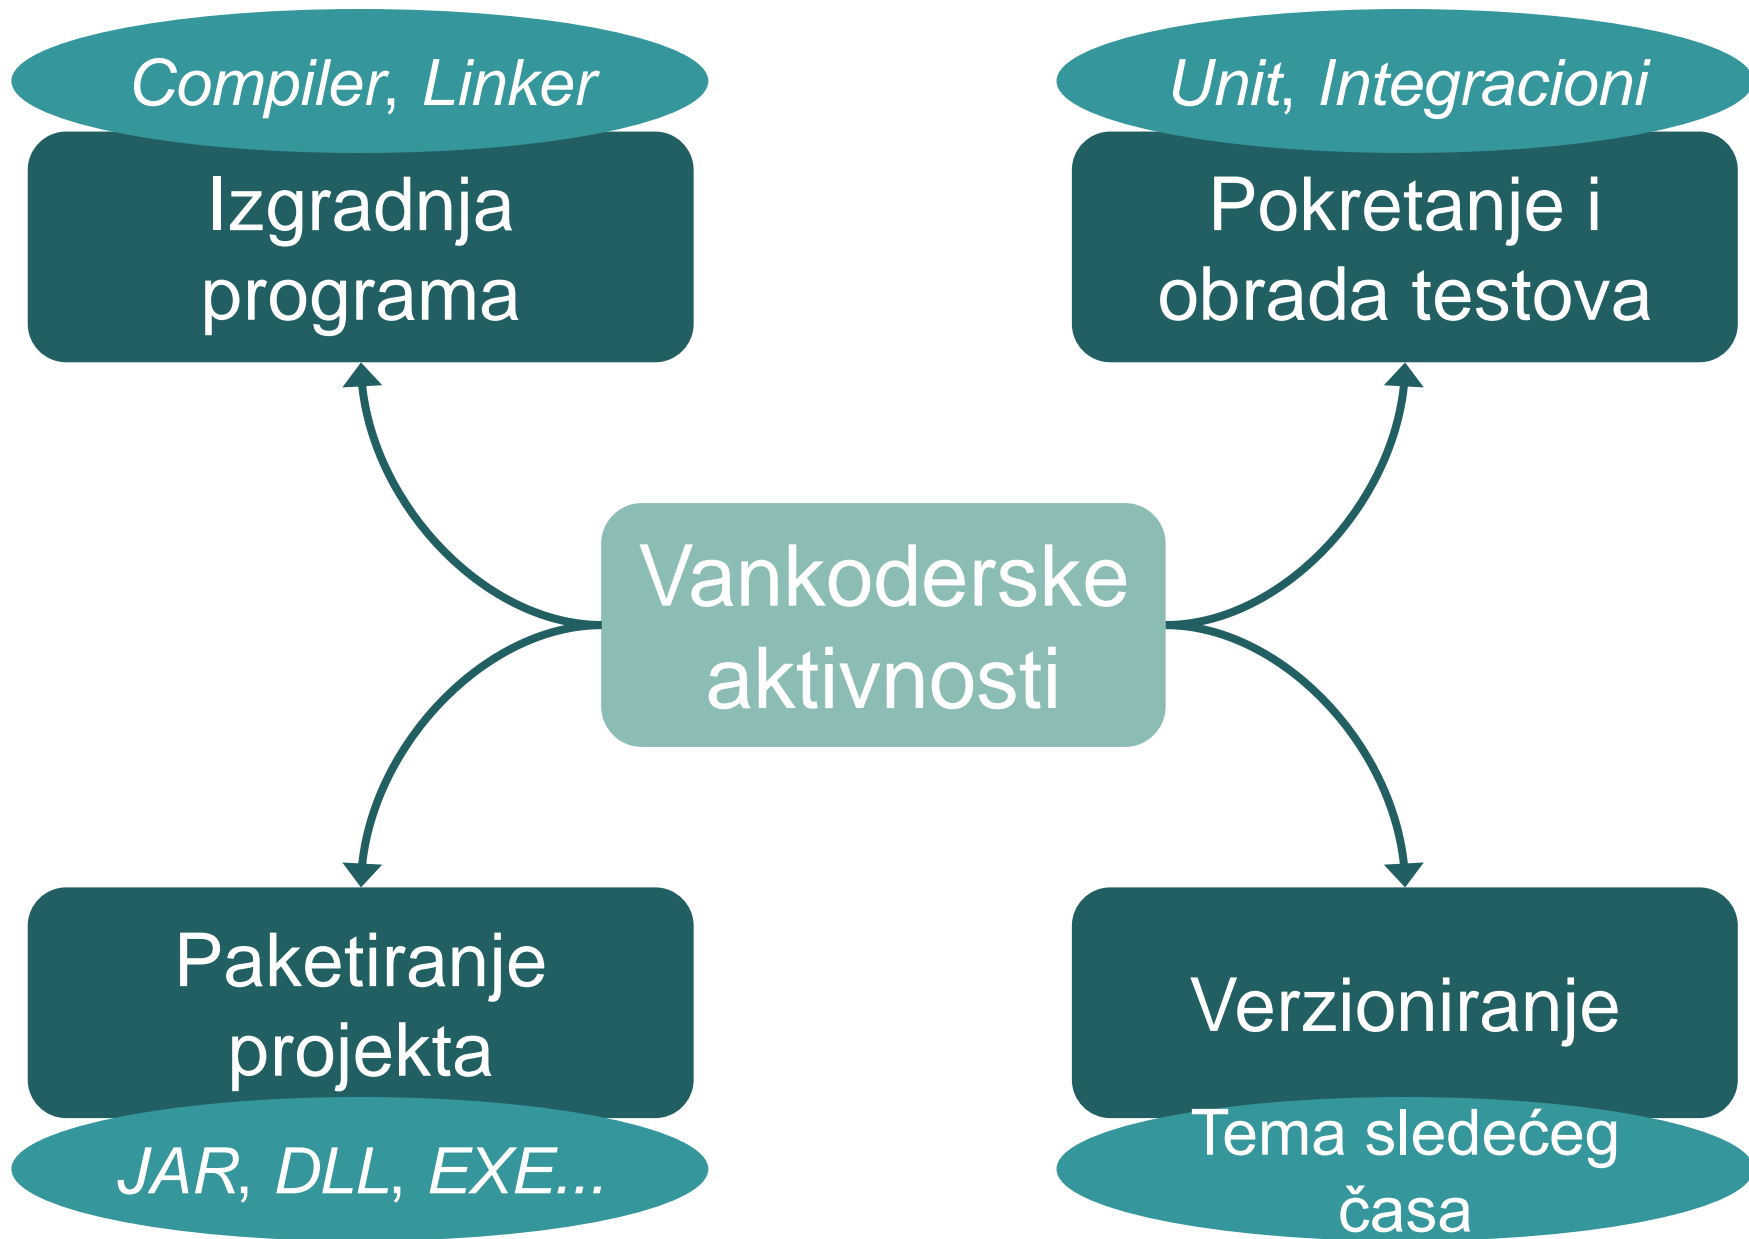 Compiler, Linker
Izgradnja
programa
Unit, Integracioni
Pokretanje i
obrada testova
Vankoderske
aktivnosti
Paketiranje
projekta
JAR, DLL, EXE...
Verzioniranje
Tema sledećeg
časa